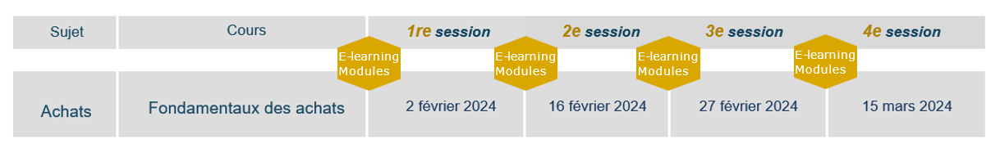 Sujet
Cours
1re session
2e session
3e session
4e session
E-learning
Modules
E-learning
Modules
E-learning
Modules
E-learning
Modules
Achats
Fondamentaux des achats
2 février 2024
16 février 2024
27 février 2024
15 mars 2024